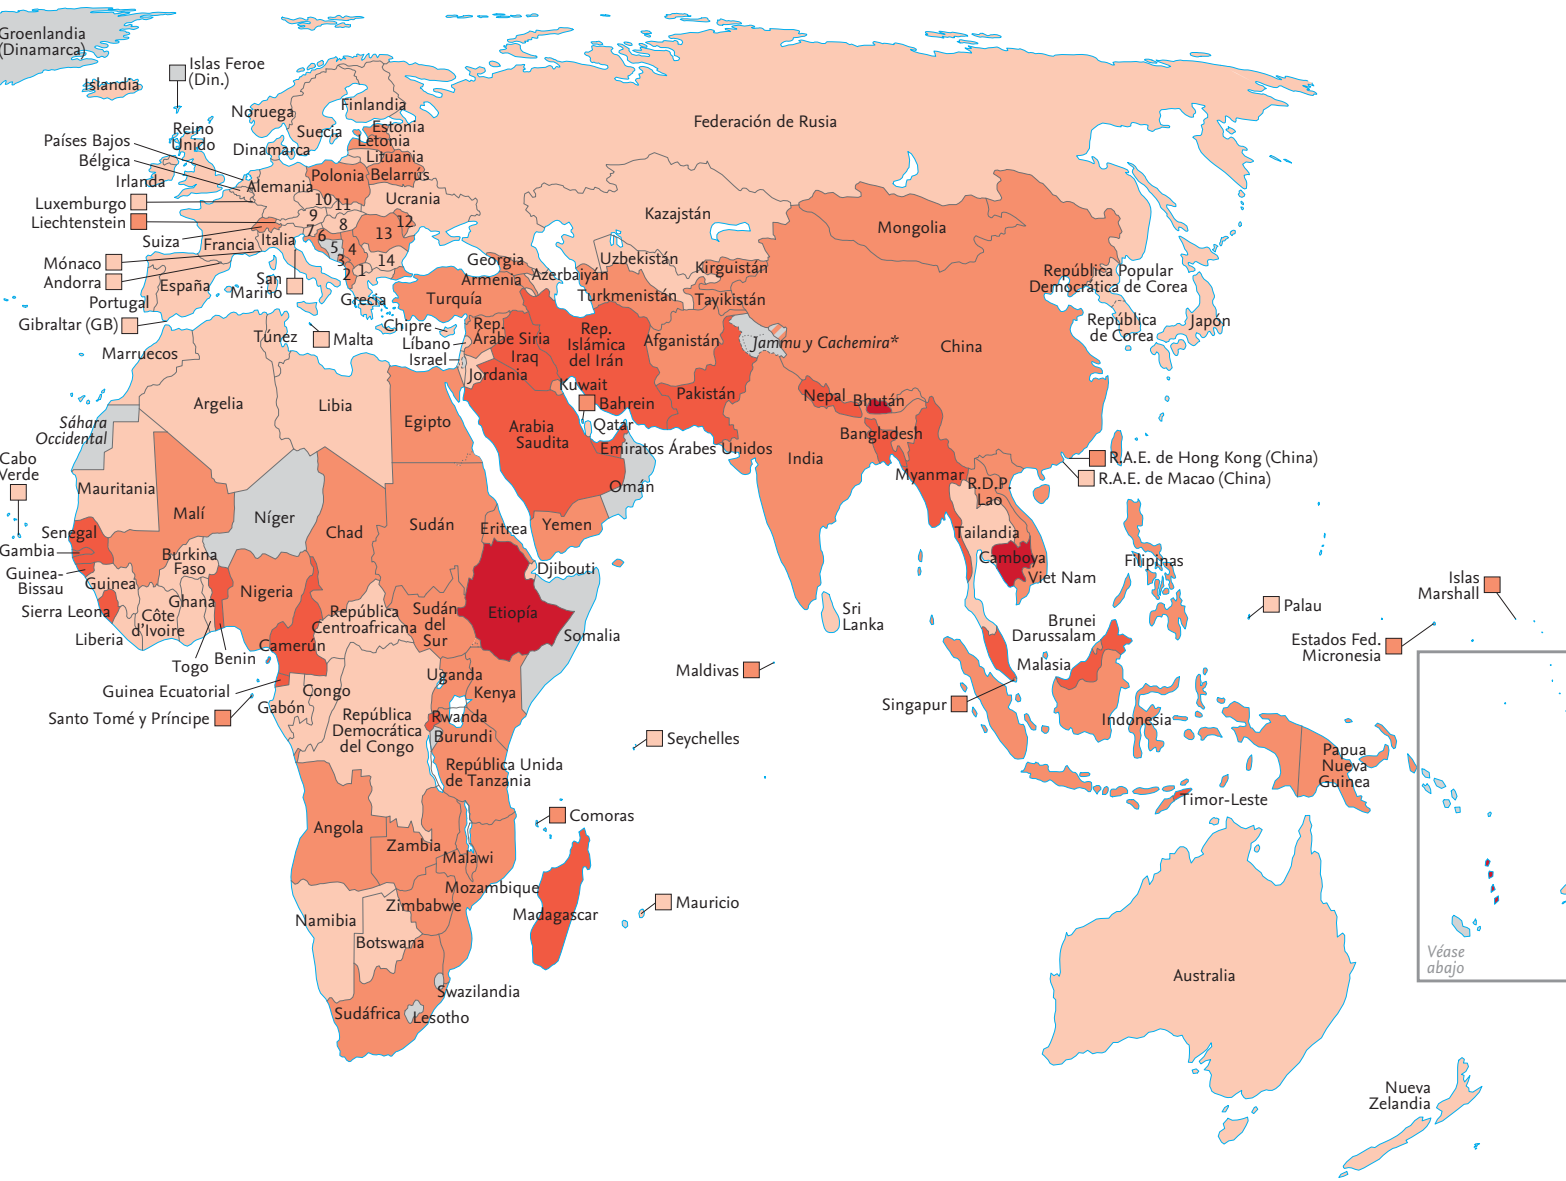 Groenlandia
(Dinamarca)
Islas Feroe
(Din.)
Islandia
Noruega
Finlandia
Suecia
Reino
Unido
Países Bajos
Bélgica
Dinamarca
Estonia
Letonia
Lituania
Belarrús
Polonia
Irlanda
Alemania
Luxemburgo
Liechtenstein
Suiza
Francia
Italia
Ucrania
10
11
9
8
7
6
5
4
3
2
1
12
13
14
Mónaco
Andorra
Portugal
España
San
Marino
Gibraltar (GB)
Grecia
Malta
Federación de Rusia
Kazajstán
Mongolia
Georgia
Armenia
Azerbaiyán
Uzbekistán
Turkmenistán
Kirguistán
Tayikistán
Turquía
Chipre
Líbano
Israel
Rep.
Árabe Siria
Iraq
Jordania
Rep.
Islámica
del Irán
Afganistán
Jammu y Cachemira*
China
República Popular
Democrática de Corea
República
de Corea
Japón
Kuwait
Bahrein
Qatar
Emiratos Árabes Unidos
Arabia
Saudita
Omán
Yemen
Pakistán
Nepal
Bhután
Bangladesh
India
Myanmar
R.D.P.
Lao
Tailandia
Camboya
Viet Nam
R.A.E. de Hong Kong (China)
R.A.E. de Macao (China)
Filipinas
Sri
Lanka
Brunei
Darussalam
Malasia
Maldivas
Singapur
Indonesia
Palau
Islas
Marshall
Estados Fed.
Micronesia
Papua
Nueva
Guinea
Timor-Leste
Túnez
Marruecos
Argelia
Libia
Egipto
Sáhara
Occidental
Cabo
Verde
Mauritania
Malí
Níger
Chad
Sudán
Eritrea
Djibouti
Senegal
Gambia
Guinea-
Bissau
Guinea
Sierra Leona
Liberia
Côte
d'Ivoire
Burkina
Faso
Ghana
Togo
Benin
Nigeria
Camerún
República
Centroafricana
Sudán
del
Sur
Etiopía
Somalia
Guinea Ecuatorial
Santo Tomé y Príncipe
Gabón
Congo
República
Democrática
del Congo
Uganda
Kenya
Rwanda
Burundi
República Unida
de Tanzania
Seychelles
Comoras
Angola
Zambia
Malawi
Mozambique
Zimbabwe
Madagascar
Mauricio
Namibia
Botswana
Swazilandia
Sudáfrica
Lesotho
Australia
Nueva
Zelandia
Véase
abajo